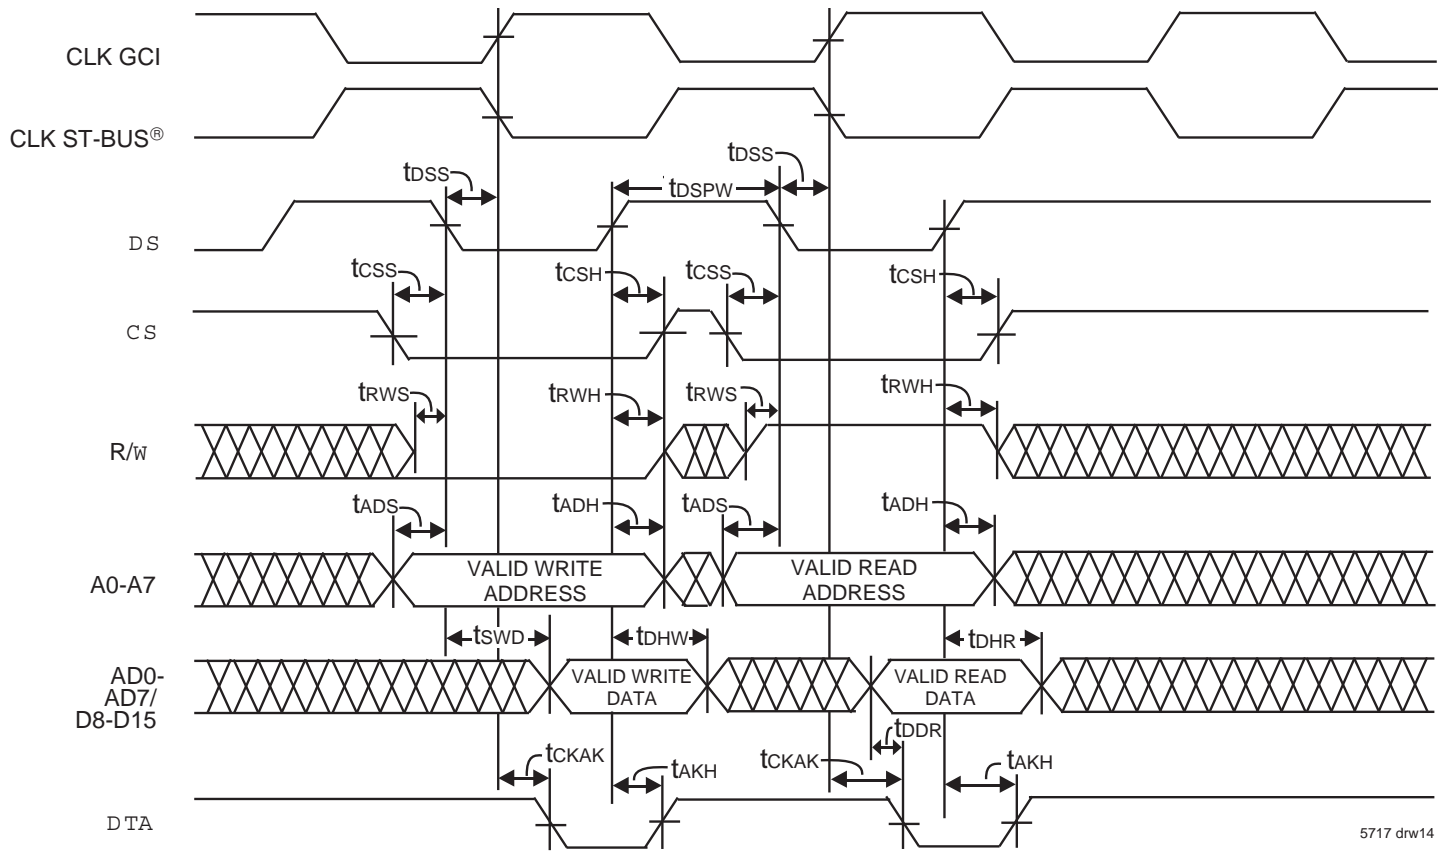 CLK GCI
CLK ST-BUS®
tDSS
tDSS
tDSPW
DS
tCSS
tCSH
tCSS
tCSH
CS
tRWS
tRWH
tRWS
tRWH
R/W
tADS
tADH
tADS
tADH
A0-A7
VALID WRITE
ADDRESS
VALID READ
ADDRESS
tSWD
tDHW
tDHR
AD0-
AD7/
D8-D15
VALID WRITE
DATA
VALID READ
DATA
tDDR
tCKAK
tAKH
tCKAK
tAKH
DTA
5717 drw14